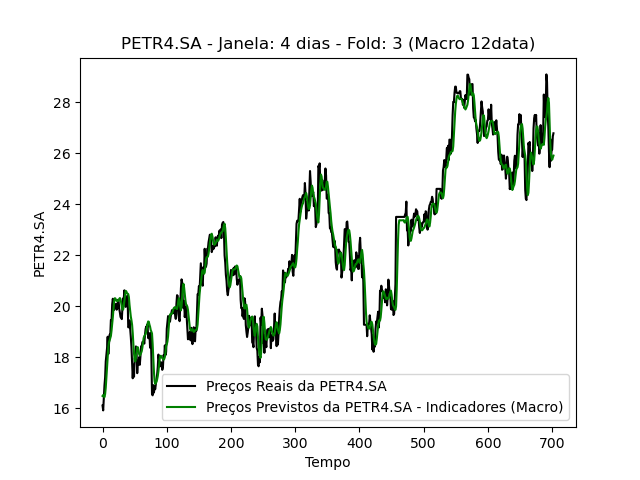 PETR4.SA - Janela: 4 dias - Fold: 3 (Macro 12data)
PETR4.SA
28
26
24
22
20
18
16
Preços Reais da PETR4.SA
Preços Previstos da PETR4.SA - Indicadores (Macro)
0 100 200 300 400 500 600 700
Tempo